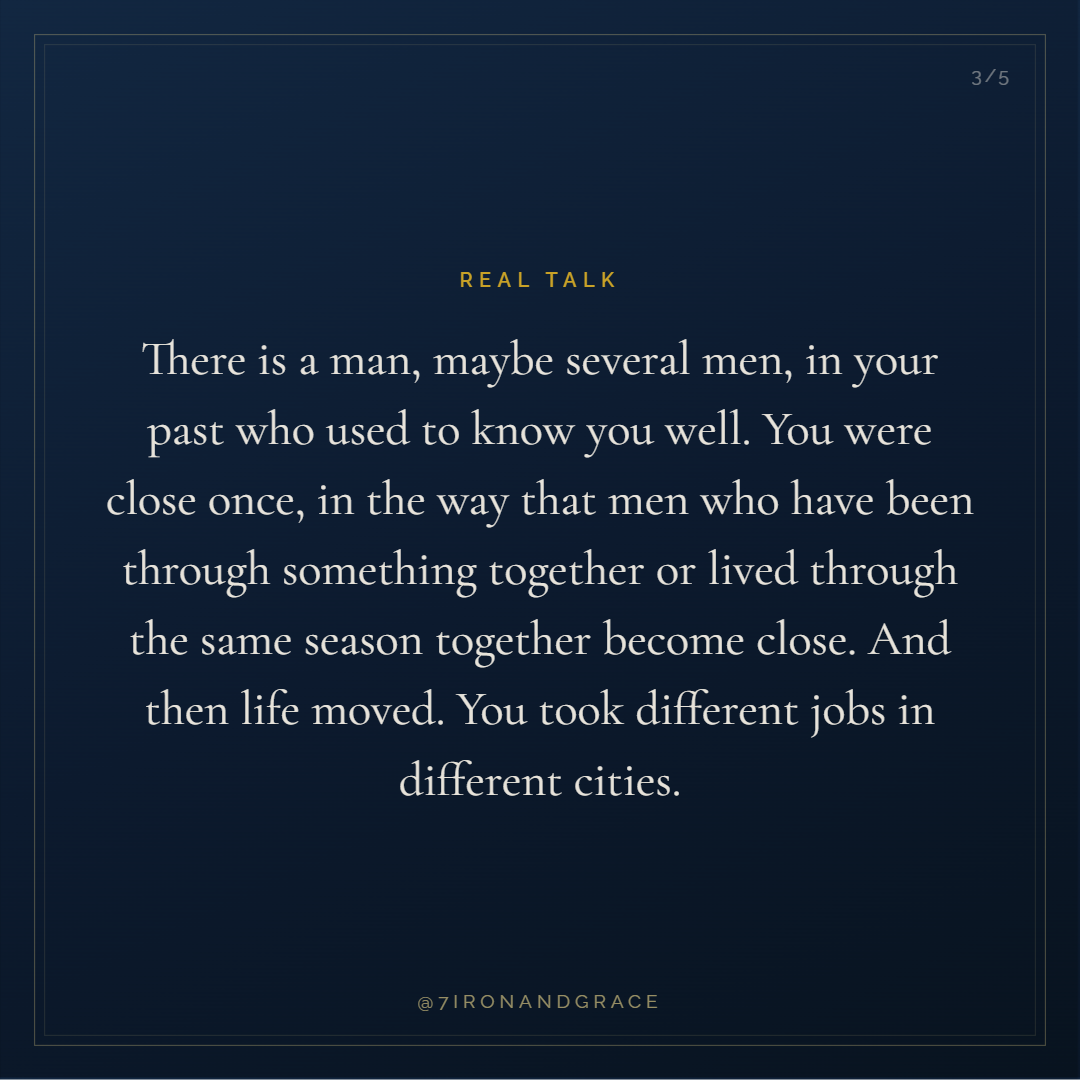 3/5
REAL TALK
There is a man, maybe several men, in your
past who used to know you well. You were
close once, in the way that men who have been
through something together or lived through
the same season together become close. And
then life moved. You took different jobs in
different cities.
@7IRONANDGRACE